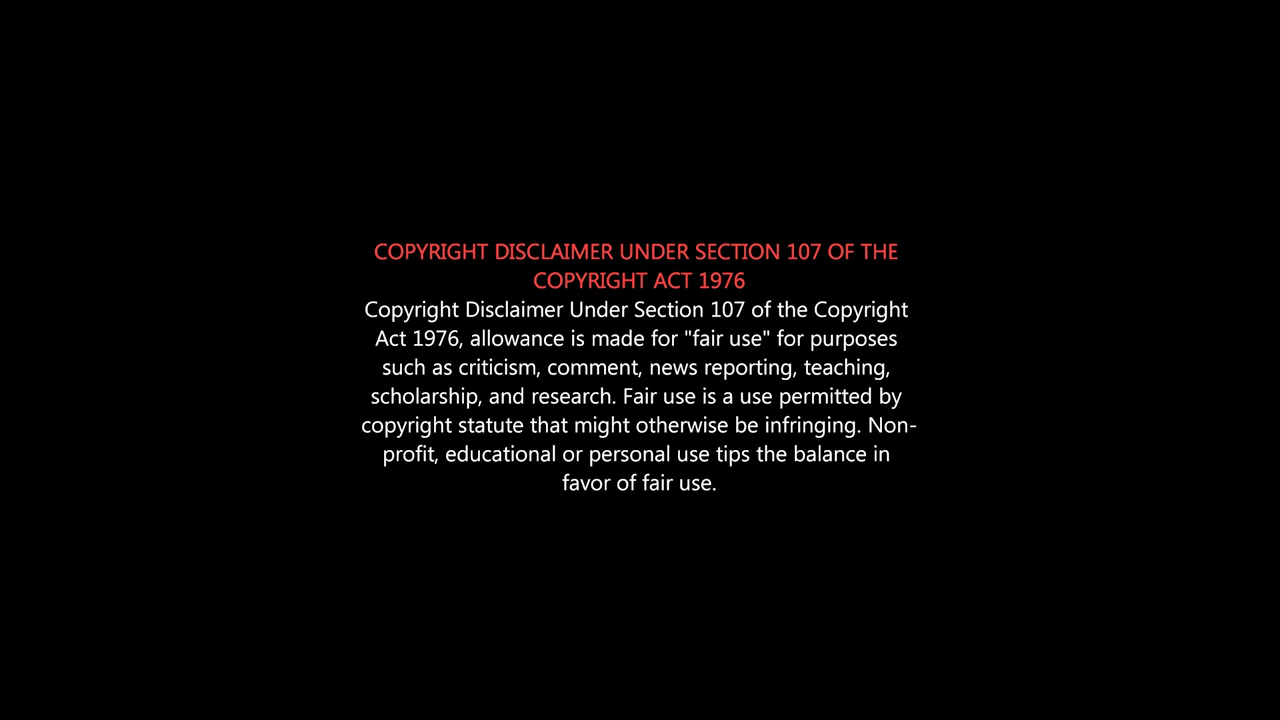 COPYRIGHT DISCLAIMER UNDER SECTION 107 OF THE
COPYRIGHT ACT 1976
Copyright Disclaimer Under Section 107 of the Copyright
Act 1976, allowance is made for "fair use" for purposes
such as criticism, comment, news reporting, teaching,
scholarship, and research. Fair use is a use permitted by
copyright statute that might otherwise be infringing. Non-
profit, educational or personal use tips the balance in
favor of fair use.